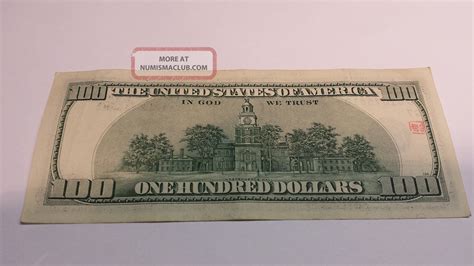 MORE AT
NUMISMACLUB.COM
100 THE UNITED STATES OF AMERICA 100
IN GOD WE TRUST
100 ONE HUNDRED DOLLARS 100